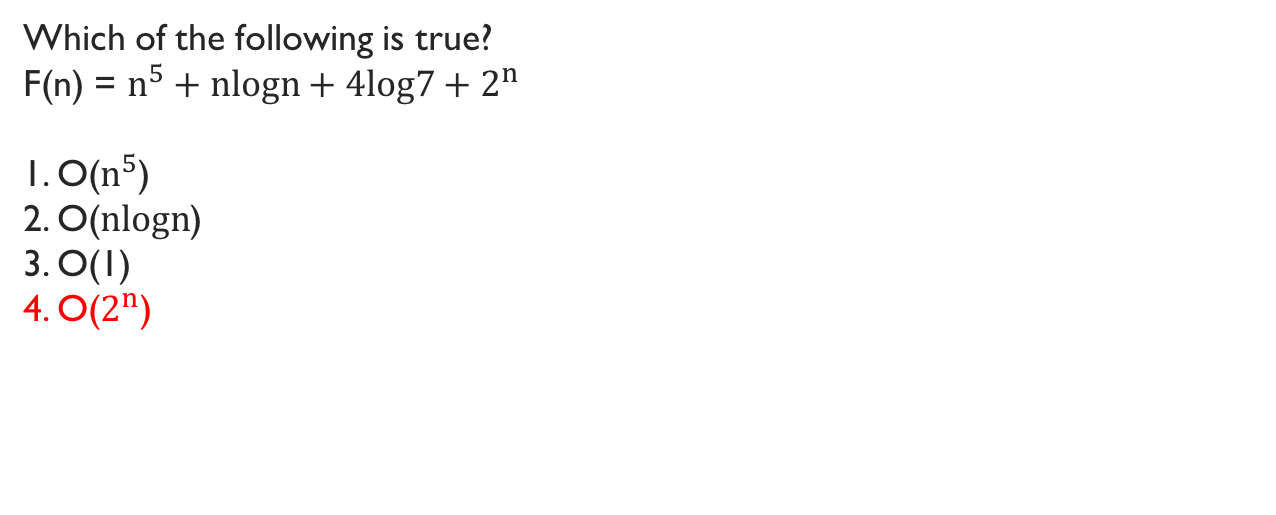 Which of the following is true?
F(n) = n⁵ + nlogn + 4log7 + 2ⁿ
1. O(n⁵)
2. O(nlogn)
3. O(1)
4. O(2ⁿ)